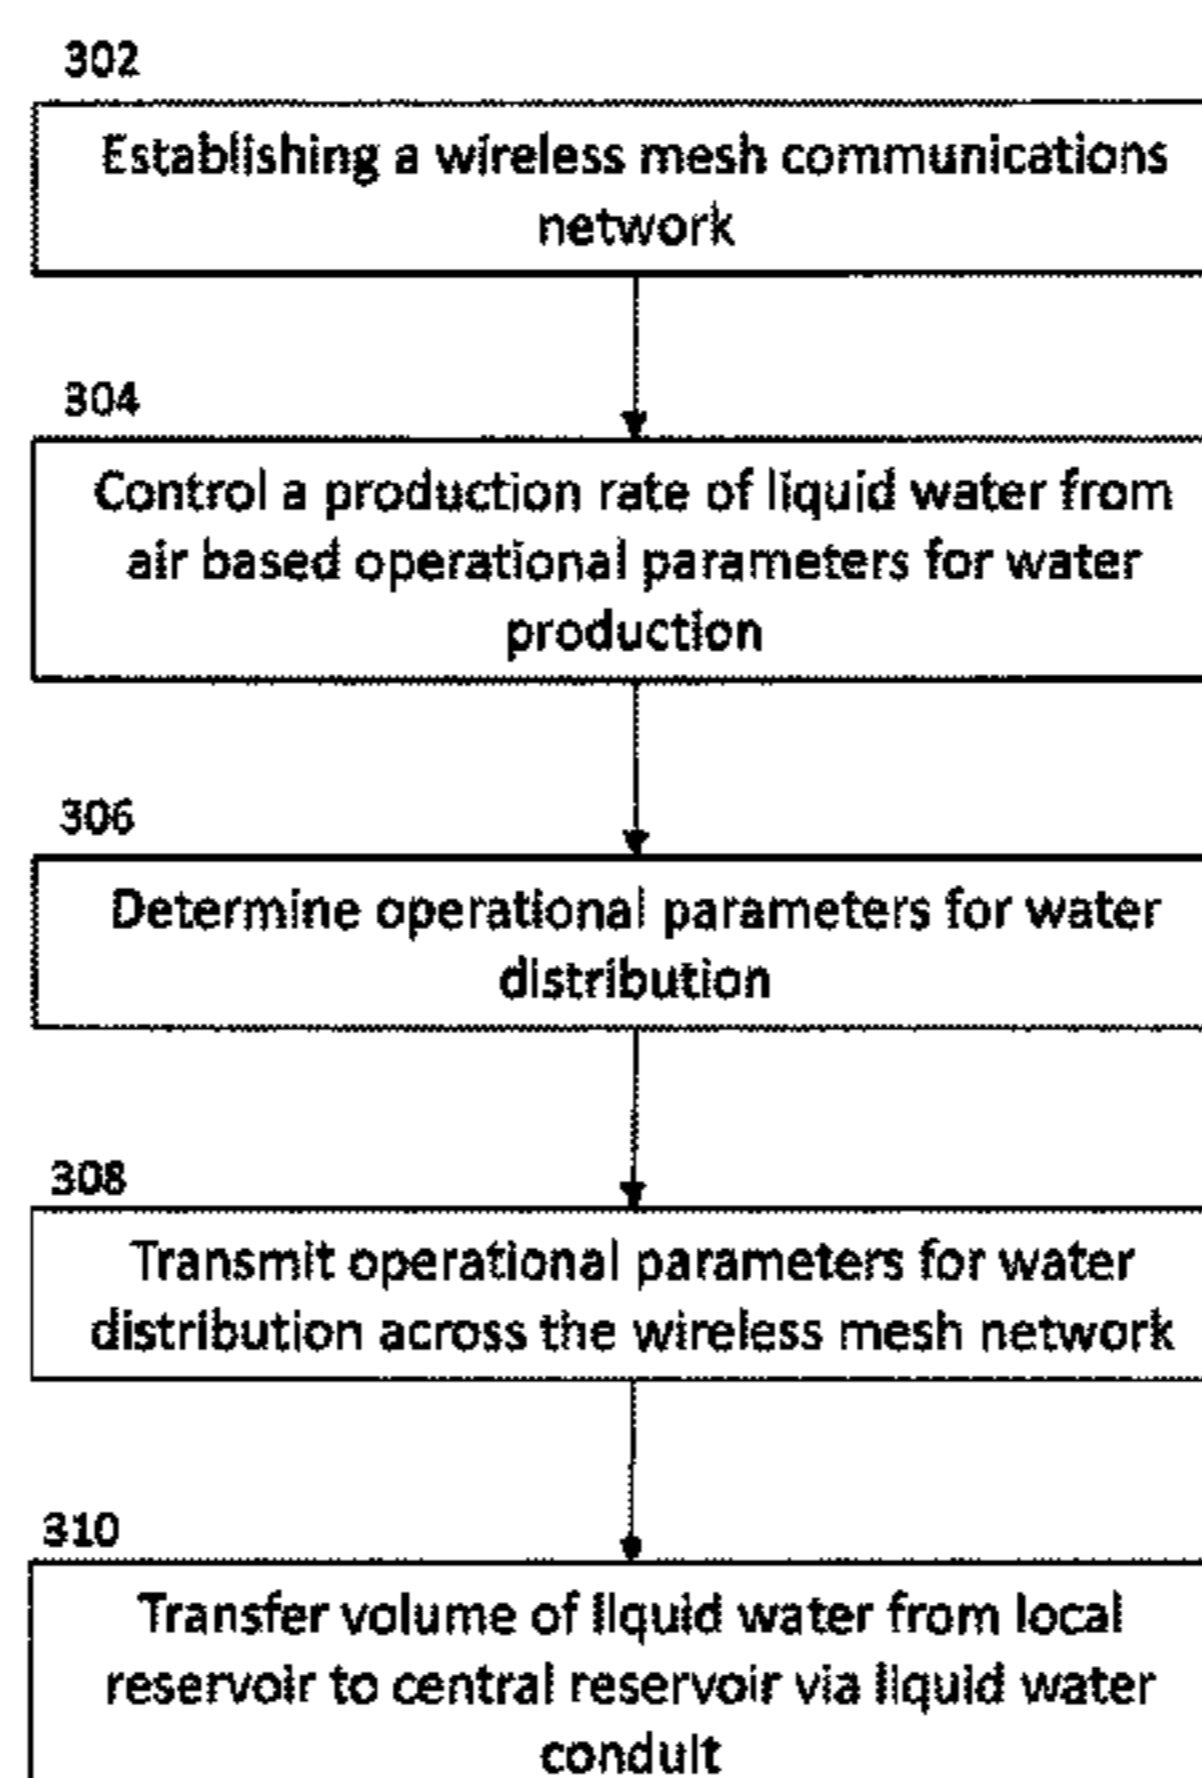 302
Establishing a wireless mesh communications
network
304
Control a production rate of liquid water from
air based operational parameters for water
production
306
Determine operational parameters for water
distribution
308
Transmit operational parameters for water
distribution across the wireless mesh network
310
Transfer volume of liquid water from local
reservoir to central reservoir via liquid water
conduit